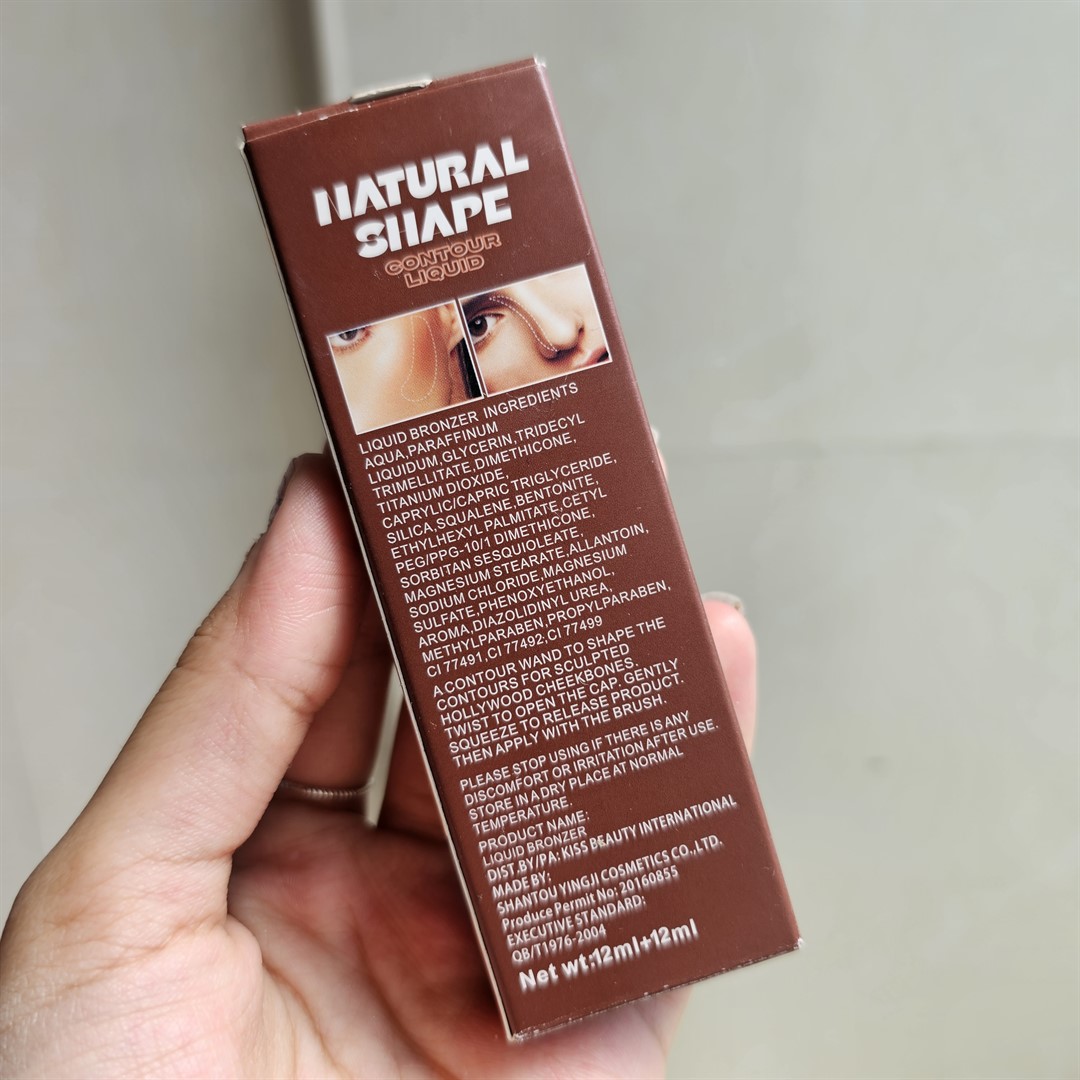 NATURAL
SHAPE
CONTOUR
LIQUID
LIQUID BRONZER INGREDIENTS
AQUA,PARAFFINUM
LIQUIDUM,GLYCERIN,TRIDECYL
TRIMELLITATE,DIMETHICONE,
TITANIUM DIOXIDE,
CAPRYLIC/CAPRIC TRIGLYCERIDE,
SILICA,SQUALENE,BENTONITE,
ETHYLHEXYL PALMITATE,CETYL
PEG/PPG-10/1 DIMETHICONE,
SORBITAN SESQUIOLEATE,
MAGNESIUM STEARATE,ALLANTOIN,
SODIUM CHLORIDE,MAGNESIUM
SULFATE,PHENOXYETHANOL,
AROMA,DIAZOLIDINYL UREA,
METHYLPARABEN,PROPYLPARABEN,
CI 77491,CI 77492,CI 77499
A CONTOUR WAND TO SHAPE THE
CONTOURS FOR SCULPTED
HOLLYWOOD CHEEKBONES.
TWIST TO OPEN THE CAP. GENTLY
SQUEEZE TO RELEASE PRODUCT.
THEN APPLY WITH THE BRUSH.
PLEASE STOP USING IF THERE IS ANY
DISCOMFORT OR IRRITATION AFTER USE.
STORE IN A DRY PLACE AT NORMAL
TEMPERATURE.
PRODUCT NAME:
LIQUID BRONZER
DIST.BY/PA: KISS BEAUTY INTERNATIONAL
MADE BY:
SHANTOU YINGJI COSMETICS CO.,LTD.
Produce Permit No: 20160855
EXECUTIVE STANDARD:
QB/T1976-2004
Net wt:12ml+12ml